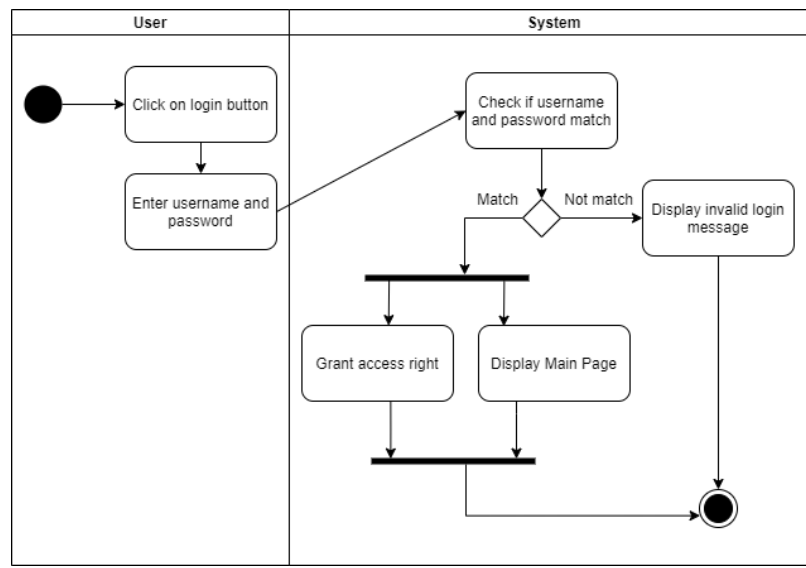 User
System
Click on login button
Check if username
and password match
Enter username and
password
Match
Not match
Display invalid login
message
Grant access right
Display Main Page